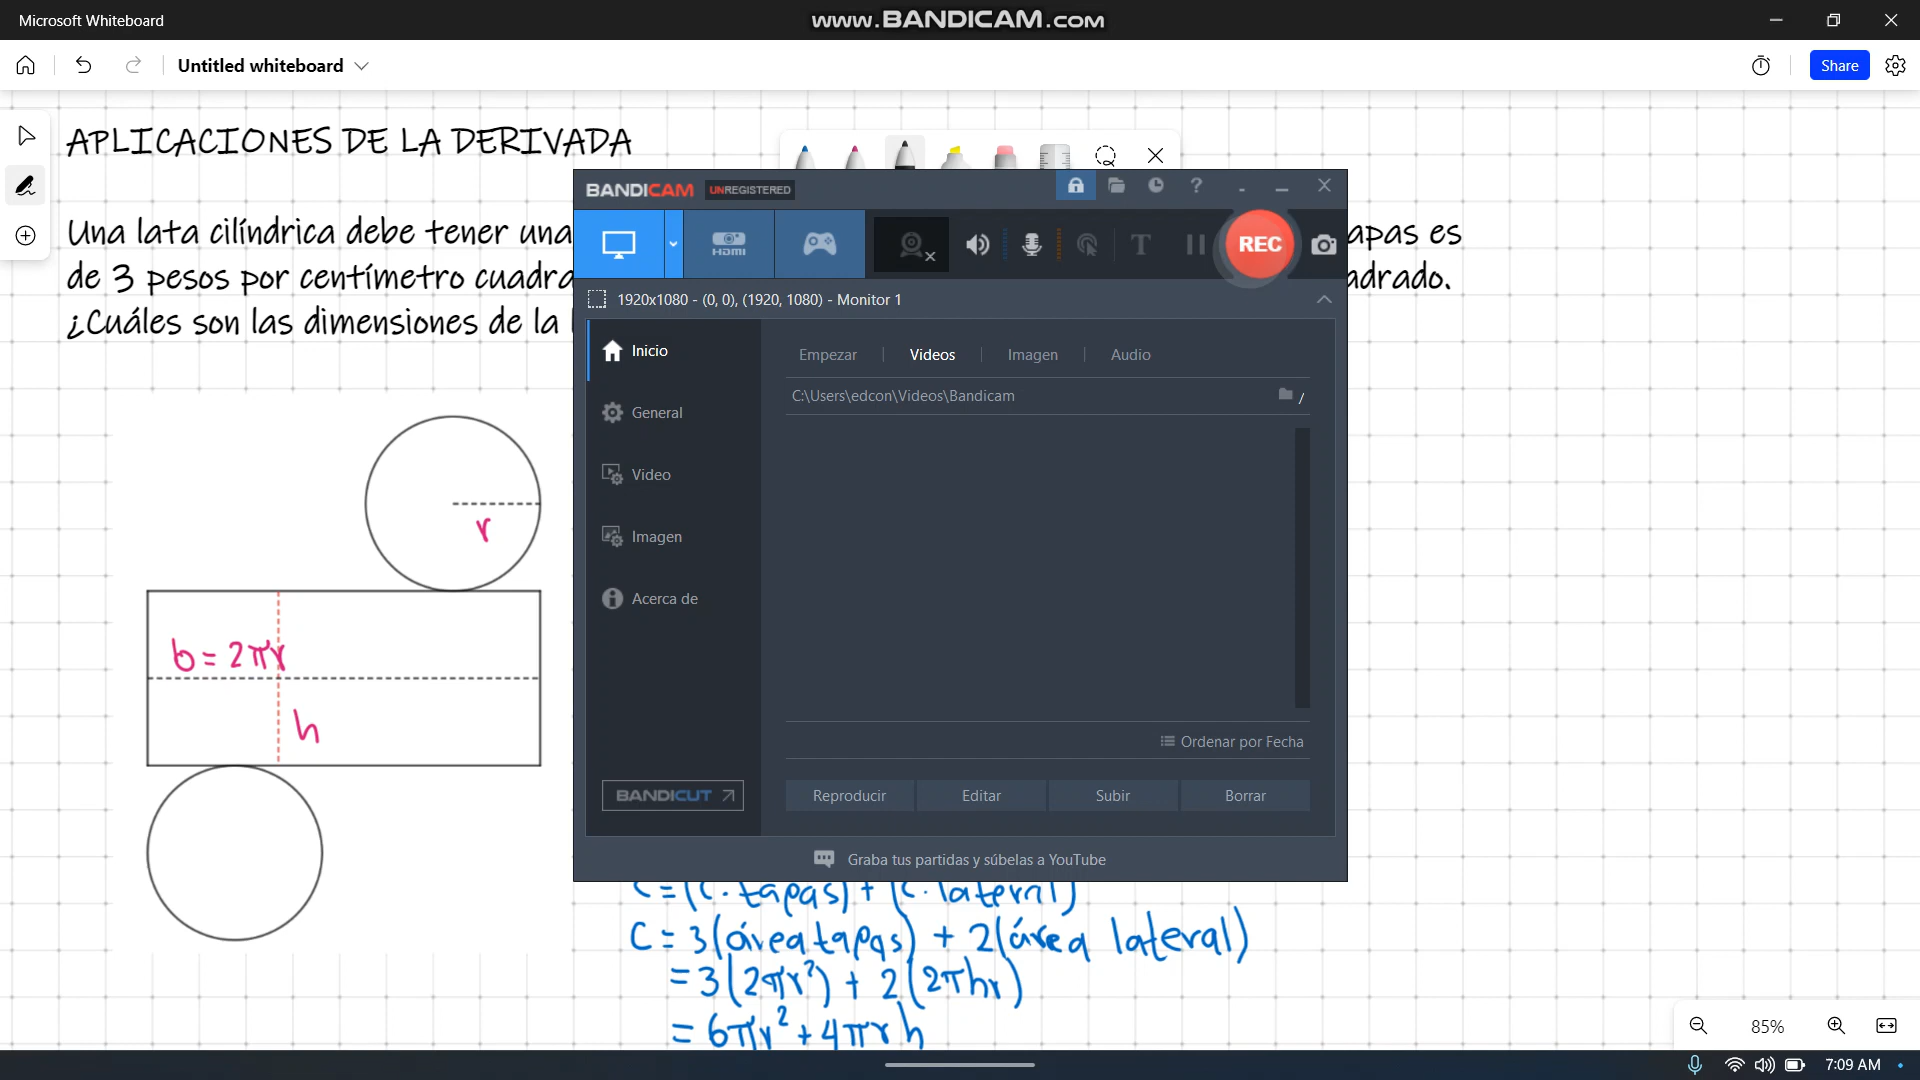 Microsoft Whiteboard
www.BANDICAM.com
Untitled whiteboard
Share
APLICACIONES DE LA DERIVADA
Una lata cilíndrica debe tener una
apas es
de 3 pesos por centímetro cuadra
adrado.
¿Cuáles son las dimensiones de la
BANDICAM UNREGISTERED
HDMI
T
REC
1920x1080 - (0, 0), (1920, 1080) - Monitor 1
Inicio
General
Video
Imagen
Acerca de
BANDICUT
Empezar
Videos
Imagen
Audio
C:\Users\edcon\Videos\Bandicam
Ordenar por Fecha
Reproducir
Editar
Subir
Borrar
Graba tus partidas y súbelas a YouTube
r
b = 2πr
h
C = (C. tapas) + (C. lateral)
C = 3(área tapas) + 2(área lateral)
= 3(2πr²) + 2(2πhr)
= 6πr² + 4πrh
85%
7:09 AM